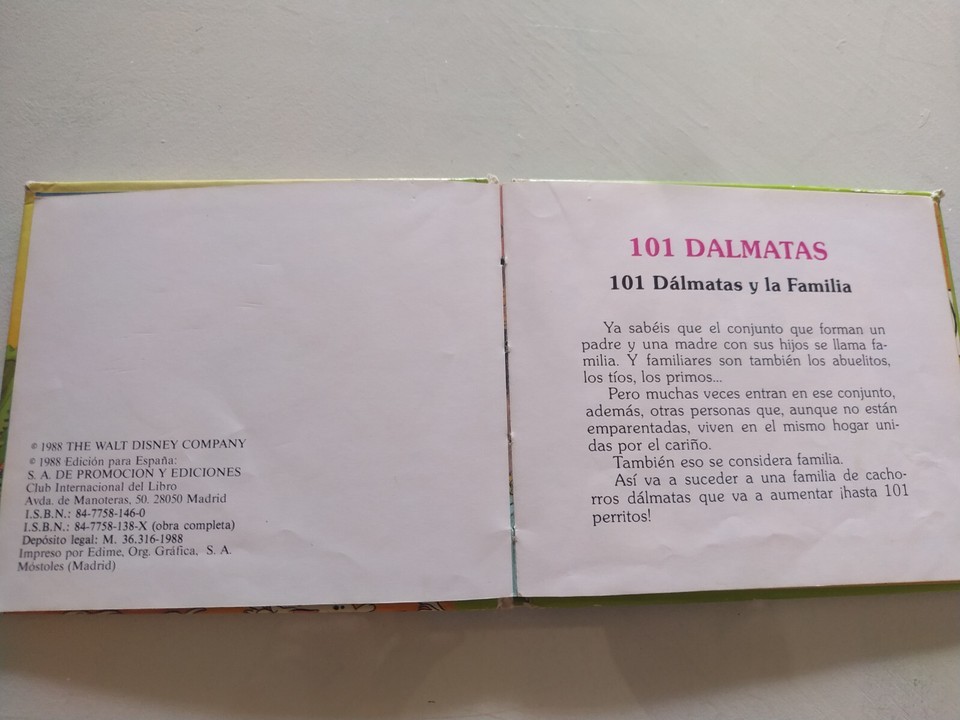 © 1988 THE WALT DISNEY COMPANY
© 1988 Edición para España:
S. A. DE PROMOCION Y EDICIONES
Club Internacional del Libro
Avda. de Manoteras, 50. 28050 Madrid
I.S.B.N.: 84-7758-146-0
I.S.B.N.: 84-7758-138-X (obra completa)
Depósito legal: M. 36.316-1988
Impreso por Edime, Org. Gráfica, S. A.
Móstoles (Madrid)
101 DALMATAS
101 Dálmatas y la Familia
Ya sabéis que el conjunto que forman un
padre y una madre con sus hijos se llama fa-
milia. Y familiares son también los abuelitos,
los tíos, los primos...
Pero muchas veces entran en ese conjunto,
además, otras personas que, aunque no están
emparentadas, viven en el mismo hogar uni-
das por el cariño.
También eso se considera familia.
Así va a suceder a una familia de cacho-
rros dálmatas que va a aumentar ¡hasta 101
perritos!